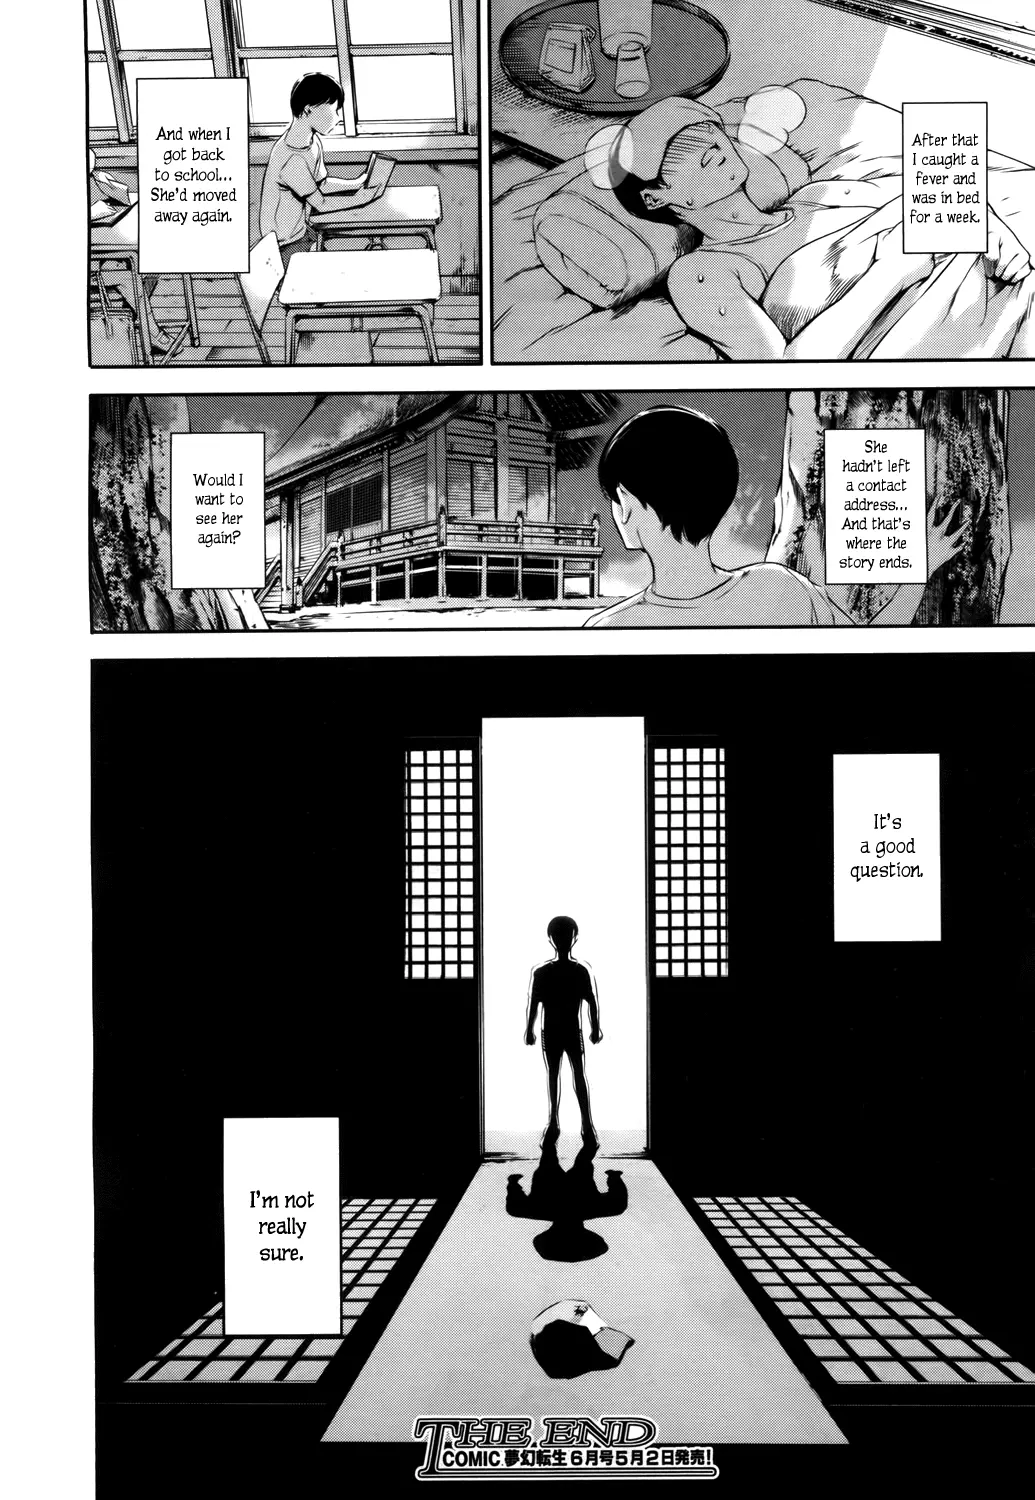 After that
I caught a
fever and
was in bed
for a week.
And when I
got back
to school...
She'd moved
away again.
She
hadn't left
a contact
address...
And that's
where the
story ends.
Would I
want to
see her
again?
It's
a good
question.
I'm not
really
sure.
THE END
COMIC 夢幻転生6月号5月2日発売!